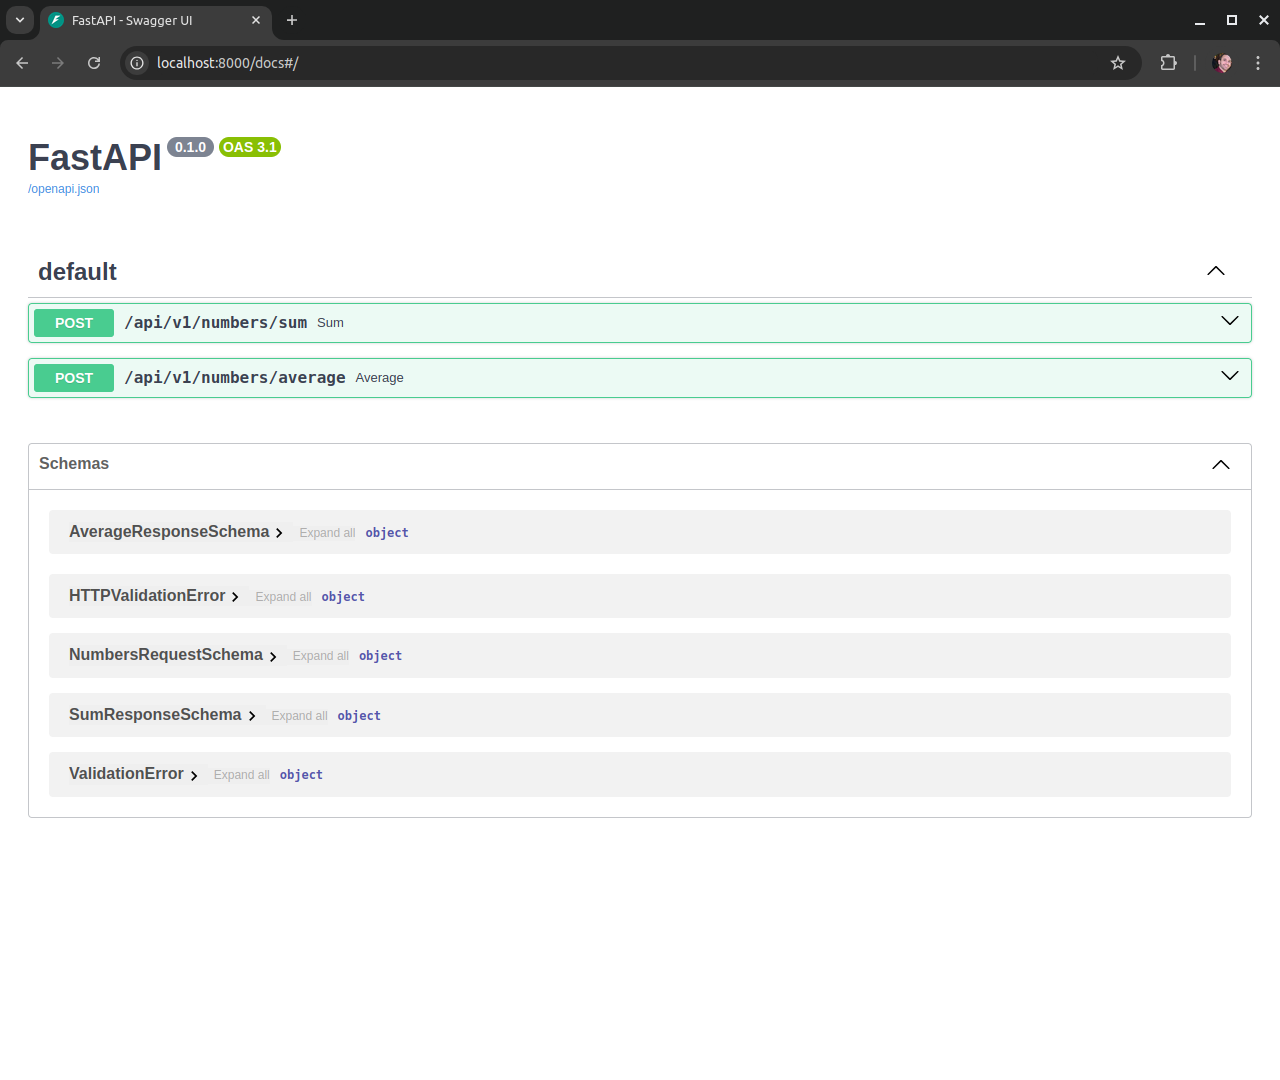 FastAPI - Swagger UI
localhost:8000/docs#/
FastAPI 0.1.0 OAS 3.1
/openapi.json
default
POST /api/v1/numbers/sum Sum
POST /api/v1/numbers/average Average
Schemas
AverageResponseSchema Expand all object
HTTPValidationError Expand all object
NumbersRequestSchema Expand all object
SumResponseSchema Expand all object
ValidationError Expand all object